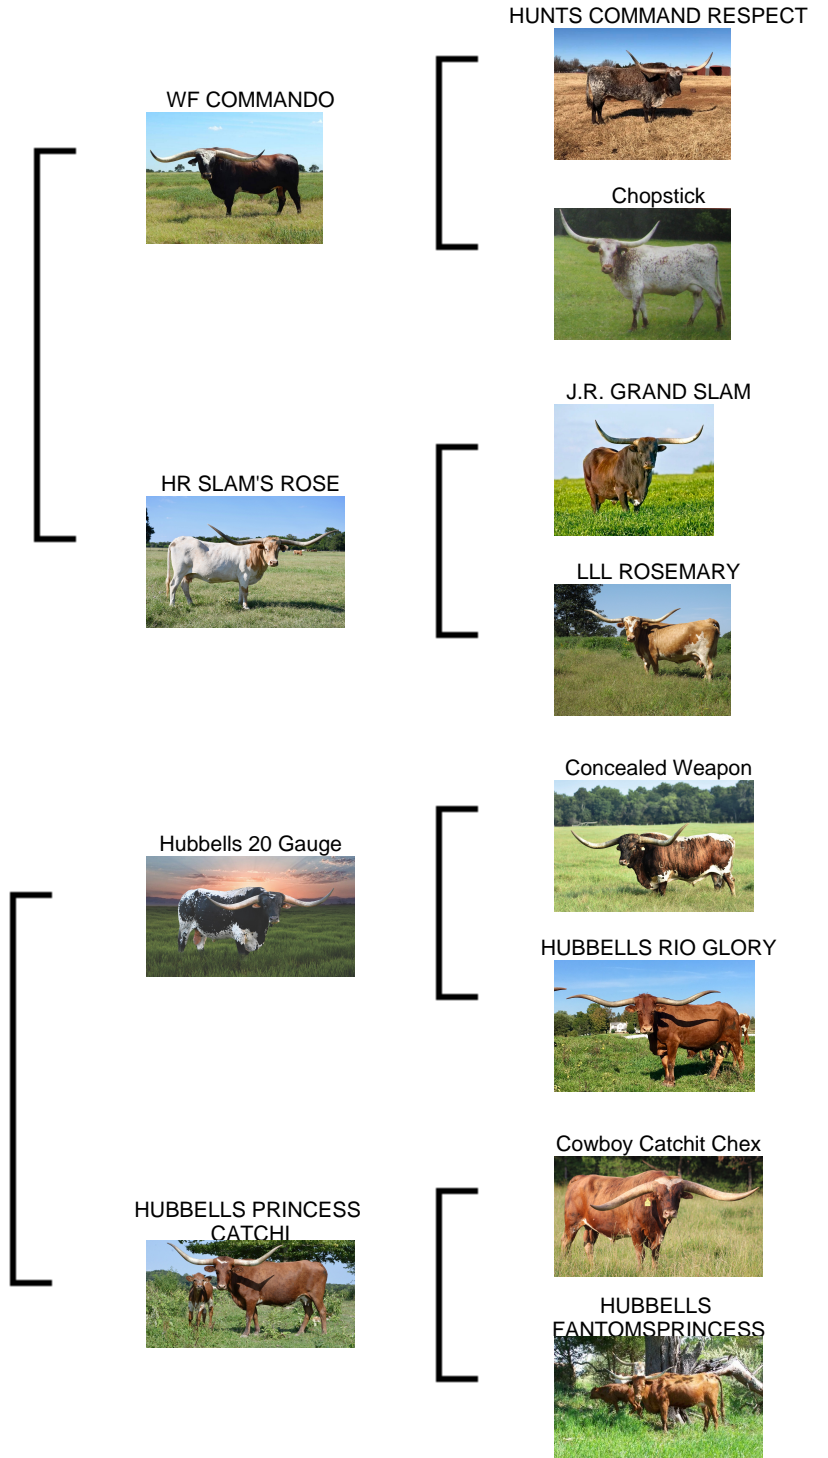 HUNTS COMMAND RESPECT
WF COMMANDO
Chopstick
J.R. GRAND SLAM
HR SLAM'S ROSE
LLL ROSEMARY
Concealed Weapon
Hubbells 20 Gauge
HUBBELLS RIO GLORY
Cowboy Catchit Chex
HUBBELLS PRINCESS
CATCHI
HUBBELLS
FANTOMSPRINCESS